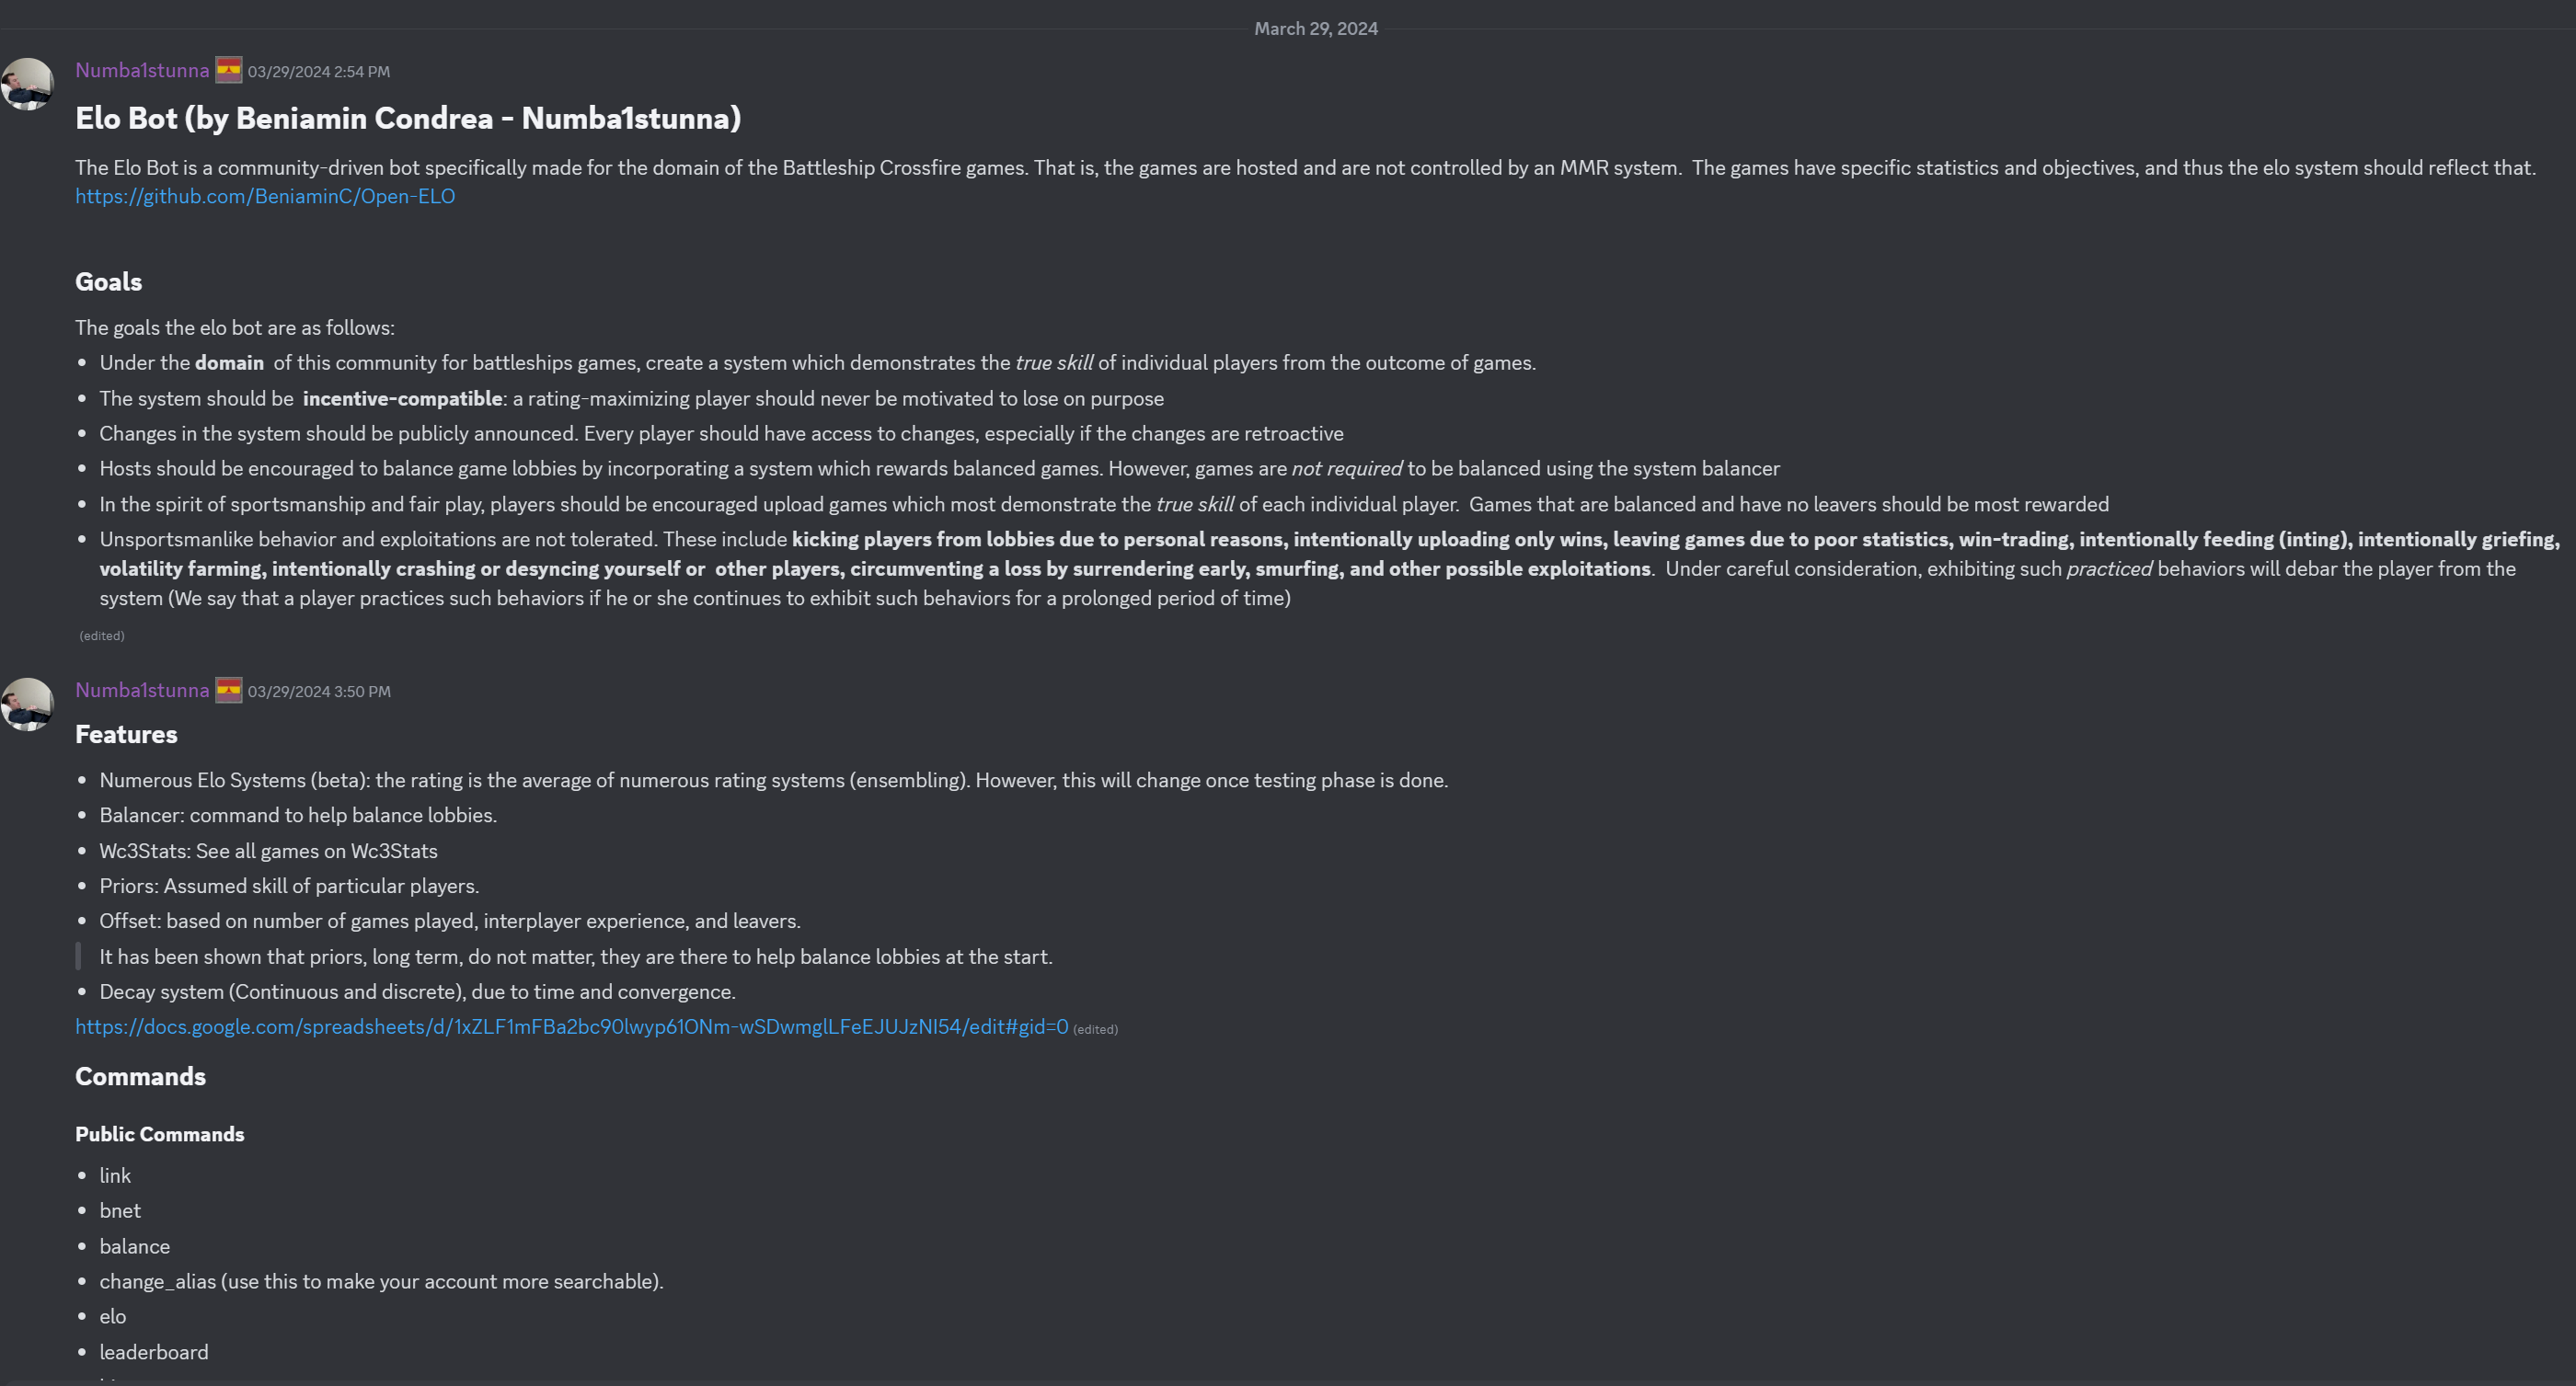 March 29, 2024
Numba1stunna 03/29/2024 2:54 PM
Elo Bot (by Beniamin Condrea - Numba1stunna)
The Elo Bot is a community-driven bot specifically made for the domain of the Battleship Crossfire games. That is, the games are hosted and are not controlled by an MMR system.  The games have specific statistics and objectives, and thus the elo system should reflect that.
https://github.com/BeniaminC/Open-ELO
Goals
The goals the elo bot are as follows:
• Under the domain  of this community for battleships games, create a system which demonstrates the true skill of individual players from the outcome of games.
• The system should be  incentive-compatible: a rating-maximizing player should never be motivated to lose on purpose
• Changes in the system should be publicly announced. Every player should have access to changes, especially if the changes are retroactive
• Hosts should be encouraged to balance game lobbies by incorporating a system which rewards balanced games. However, games are not required to be balanced using the system balancer
• In the spirit of sportsmanship and fair play, players should be encouraged upload games which most demonstrate the true skill of each individual player.  Games that are balanced and have no leavers should be most rewarded
• Unsportsmanlike behavior and exploitations are not tolerated. These include kicking players from lobbies due to personal reasons, intentionally uploading only wins, leaving games due to poor statistics, win-trading, intentionally feeding (inting), intentionally griefing,
volatility farming, intentionally crashing or desyncing yourself or  other players, circumventing a loss by surrendering early, smurfing, and other possible exploitations.  Under careful consideration, exhibiting such practiced behaviors will debar the player from the
system (We say that a player practices such behaviors if he or she continues to exhibit such behaviors for a prolonged period of time)
(edited)
Numba1stunna 03/29/2024 3:50 PM
Features
• Numerous Elo Systems (beta): the rating is the average of numerous rating systems (ensembling). However, this will change once testing phase is done.
• Balancer: command to help balance lobbies.
• Wc3Stats: See all games on Wc3Stats
• Priors: Assumed skill of particular players.
• Offset: based on number of games played, interplayer experience, and leavers.
It has been shown that priors, long term, do not matter, they are there to help balance lobbies at the start.
• Decay system (Continuous and discrete), due to time and convergence.
https://docs.google.com/spreadsheets/d/1xZLF1mFBa2bc90lwyp61ONm-wSDwmglLFeEJUJzNI54/edit#gid=0 (edited)
Commands
Public Commands
• link
• bnet
• balance
• change_alias (use this to make your account more searchable).
• elo
• leaderboard